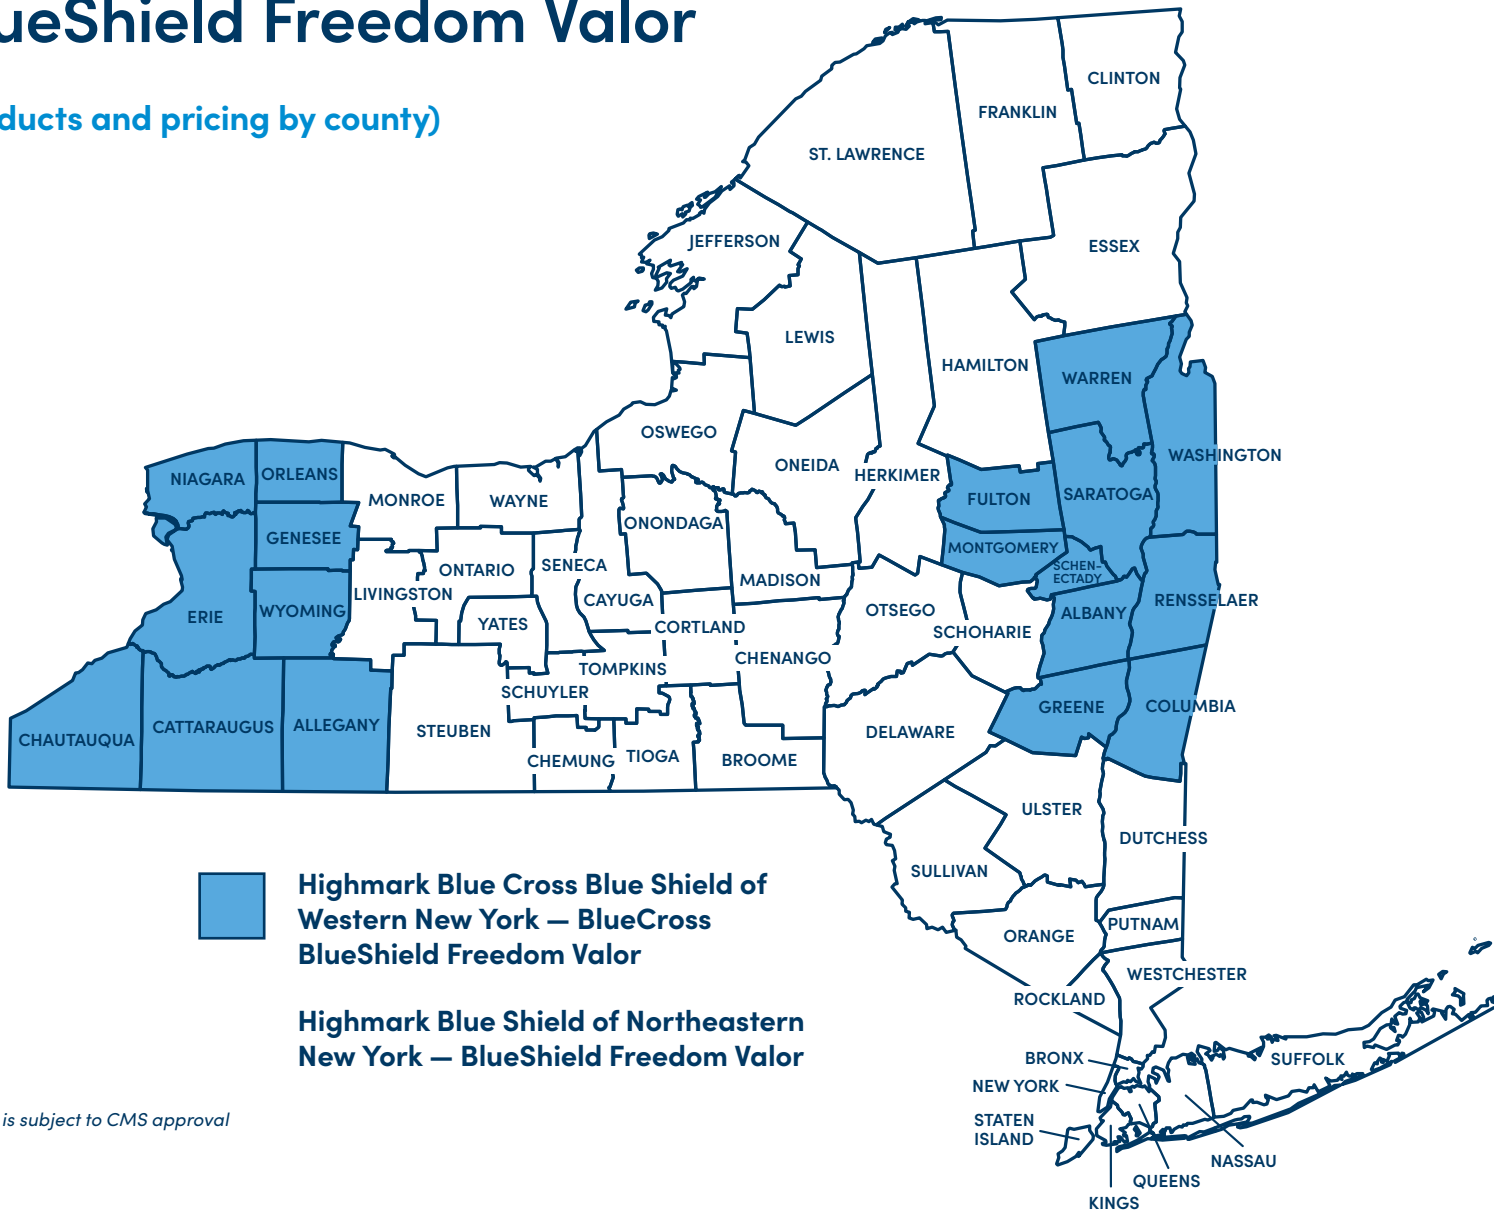 ueShield Freedom Valor
ducts and pricing by county)
CLINTON
FRANKLIN
ST. LAWRENCE
JEFFERSON
ESSEX
LEWIS
HAMILTON
WARREN
OSWEGO
WASHINGTON
ONEIDA
HERKIMER
NIAGARA
ORLEANS
MONROE
WAYNE
FULTON
SARATOGA
ONONDAGA
GENESEE
MONTGOMERY
ONTARIO
SENECA
SCHEN-
ECTADY
MADISON
LIVINGSTON
CAYUGA
RENSSELAER
WYOMING
OTSEGO
ALBANY
ERIE
YATES
CORTLAND
SCHOHARIE
CHENANGO
TOMPKINS
SCHUYLER
GREENE
COLUMBIA
CHAUTAUQUA
CATTARAUGUS
ALLEGANY
STEUBEN
DELAWARE
CHEMUNG
TIOGA
BROOME
ULSTER
DUTCHESS
SULLIVAN
Highmark Blue Cross Blue Shield of
Western New York — BlueCross
BlueShield Freedom Valor
PUTNAM
ORANGE
WESTCHESTER
ROCKLAND
Highmark Blue Shield of Northeastern
New York — BlueShield Freedom Valor
BRONX
SUFFOLK
NEW YORK
is subject to CMS approval
STATEN
ISLAND
NASSAU
QUEENS
KINGS